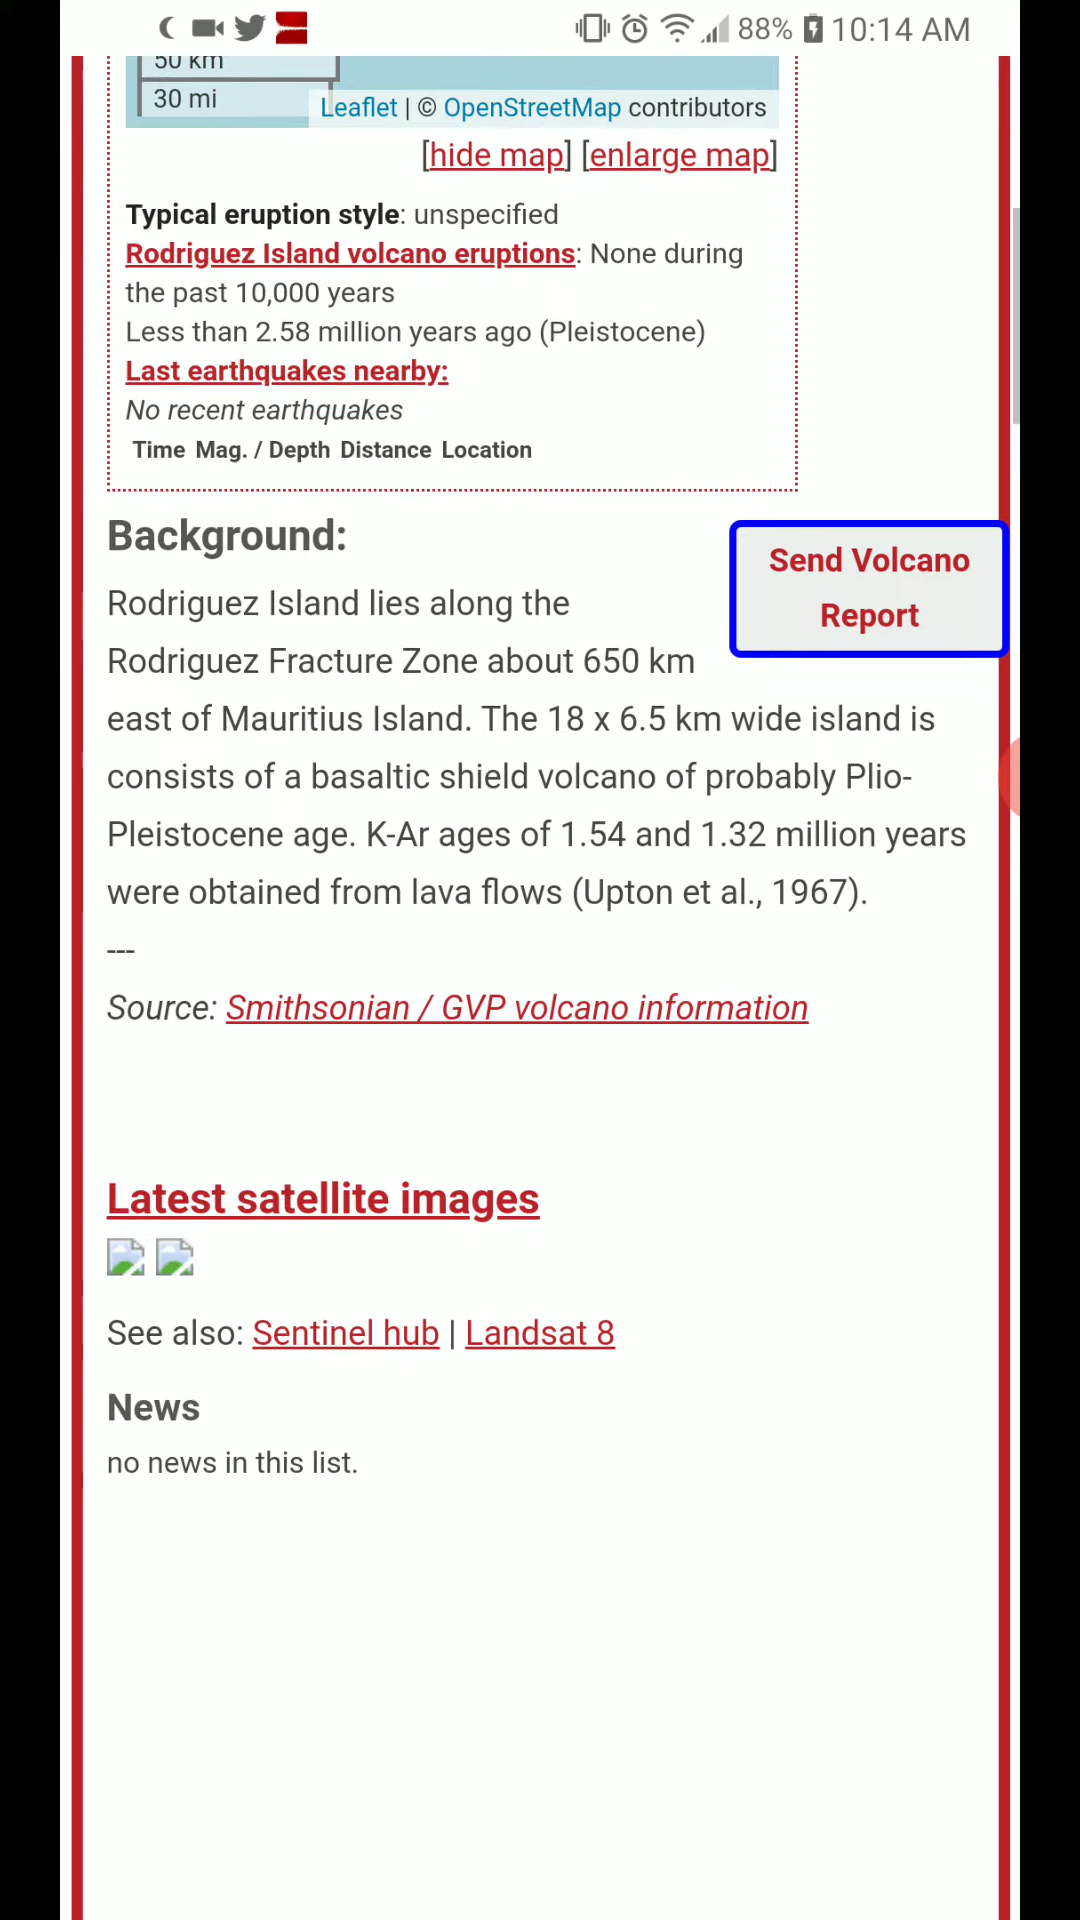 88% 10:14 AM
50 km
30 mi
Leaflet | © OpenStreetMap contributors
[hide map] [enlarge map]
Typical eruption style: unspecified
Rodriguez Island volcano eruptions: None during
the past 10,000 years
Less than 2.58 million years ago (Pleistocene)
Last earthquakes nearby:
No recent earthquakes
Time Mag. / Depth Distance Location
Background:
Send Volcano
Report
Rodriguez Island lies along the
Rodriguez Fracture Zone about 650 km
east of Mauritius Island. The 18 x 6.5 km wide island is
consists of a basaltic shield volcano of probably Plio-
Pleistocene age. K-Ar ages of 1.54 and 1.32 million years
were obtained from lava flows (Upton et al., 1967).
---
Source: Smithsonian / GVP volcano information
Latest satellite images
See also: Sentinel hub | Landsat 8
News
no news in this list.